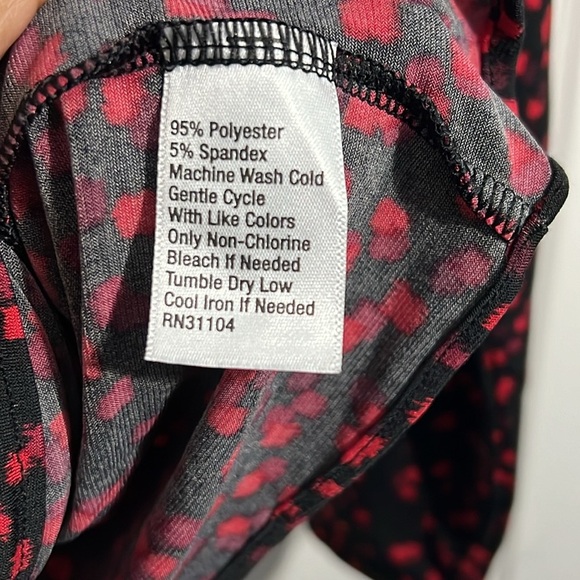 95% Polyester
5% Spandex
Machine Wash Cold
Gentle Cycle
With Like Colors
Only Non-Chlorine
Bleach If Needed
Tumble Dry Low
Cool Iron If Needed
RN31104